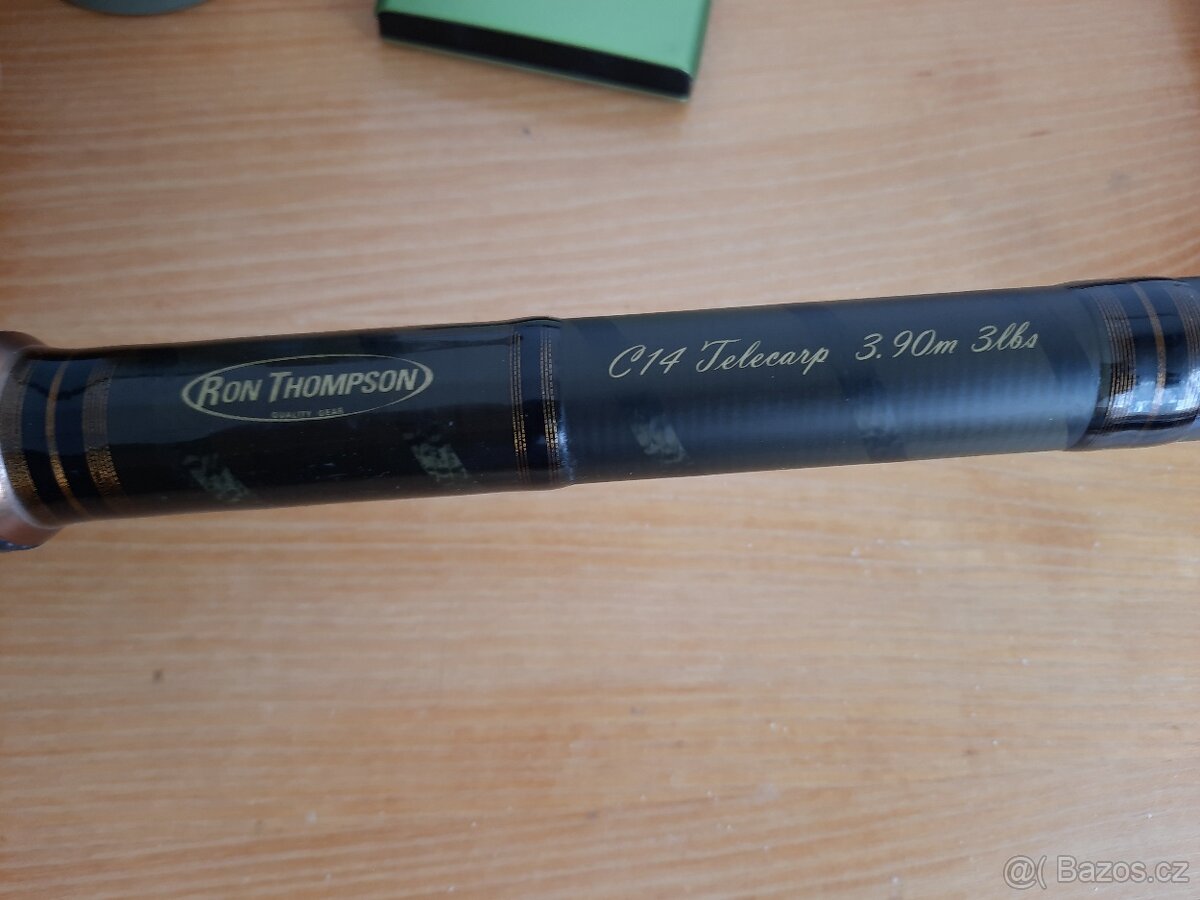 RON THOMPSON
QUALITY GEAR
C14 Telecarp 3.90m 3lbs
@( Bazos.cz